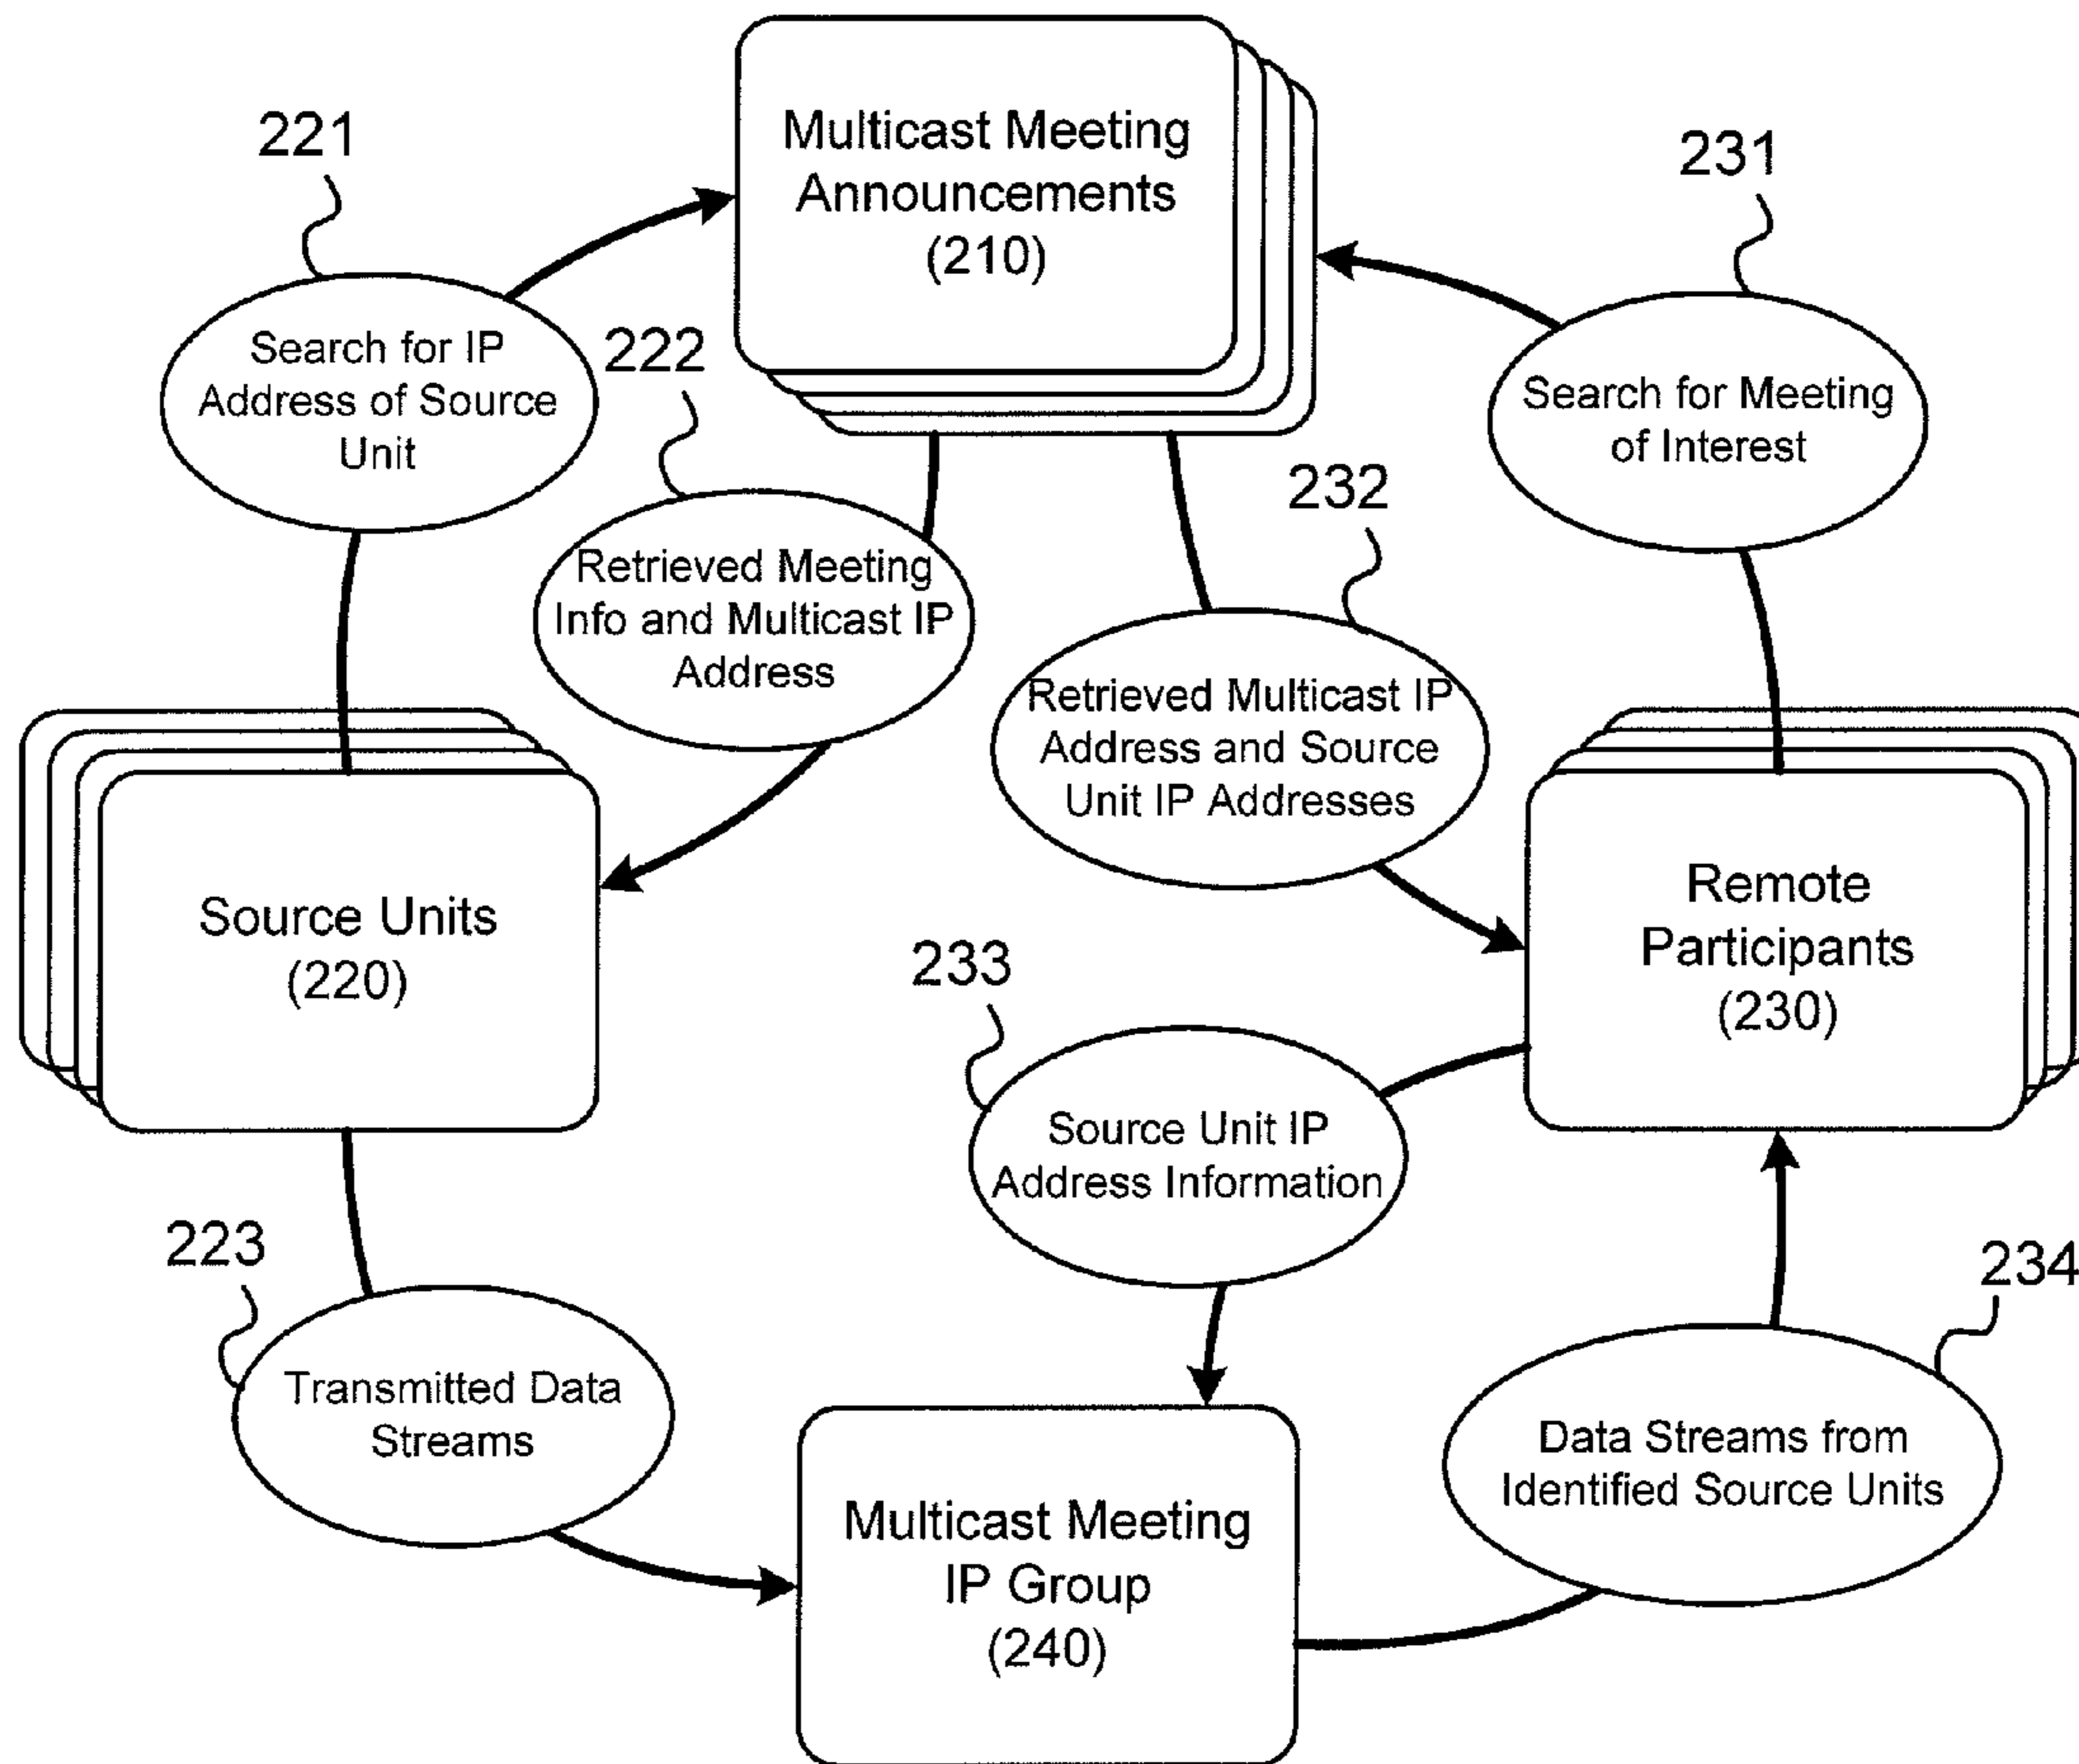 Multicast Meeting
Announcements
(210)
221
Search for IP
Address of Source
Unit
222
Retrieved Meeting
Info and Multicast IP
Address
231
Search for Meeting
of Interest
232
Retrieved Multicast IP
Address and Source
Unit IP Addresses
Source Units
(220)
Remote
Participants
(230)
233
Source Unit IP
Address Information
223
Transmitted Data
Streams
234
Data Streams from
Identified Source Units
Multicast Meeting
IP Group
(240)